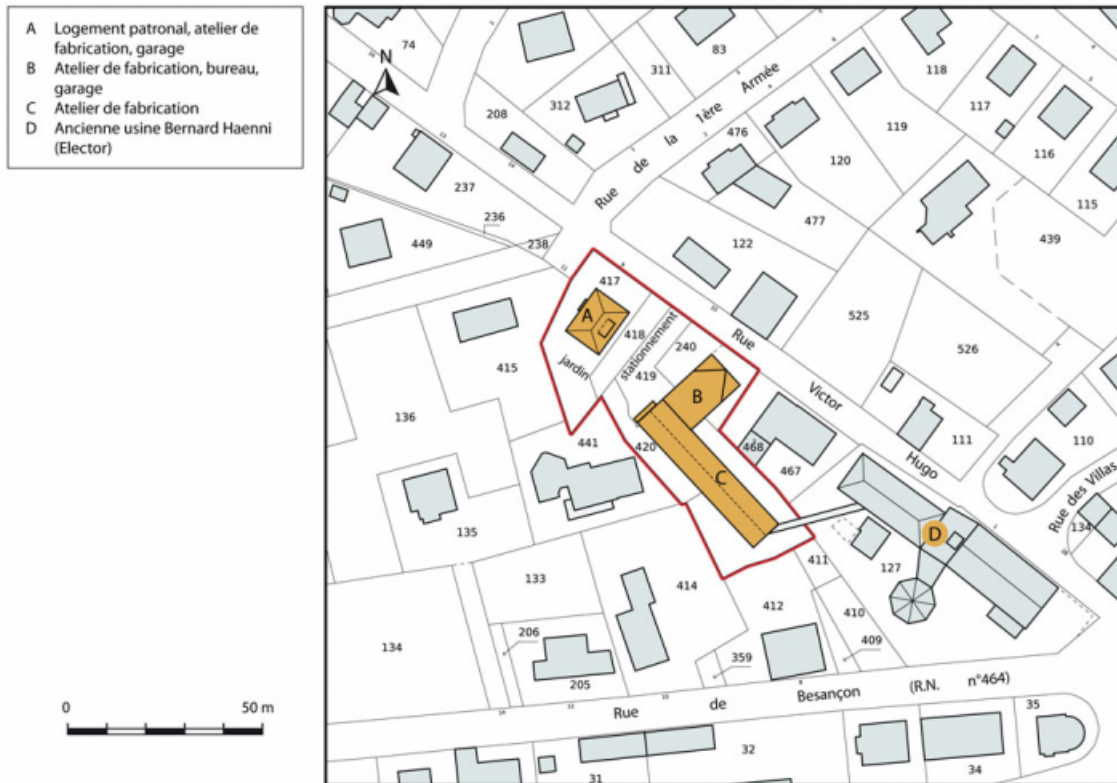 A Logement patronal, atelier de
fabrication, garage
B Atelier de fabrication, bureau,
garage
C Atelier de fabrication
D Ancienne usine Bernard Haenni
(Elector)
0 50 m
N
74
83
311
312
208
118
117
116
115
119
120
476
477
439
Rue de la 1ère Armée
237
236
238
449
122
417
A
418
stationnement
jardin
240
419
B
415
136
525
526
Rue Victor Hugo
111
110
Rue des Villas
134
441
420
C
468
467
D
135
127
133
414
411
412
410
409
134
206
205
359
Rue de Besançon (R.N. n°464)
35
32
31
34